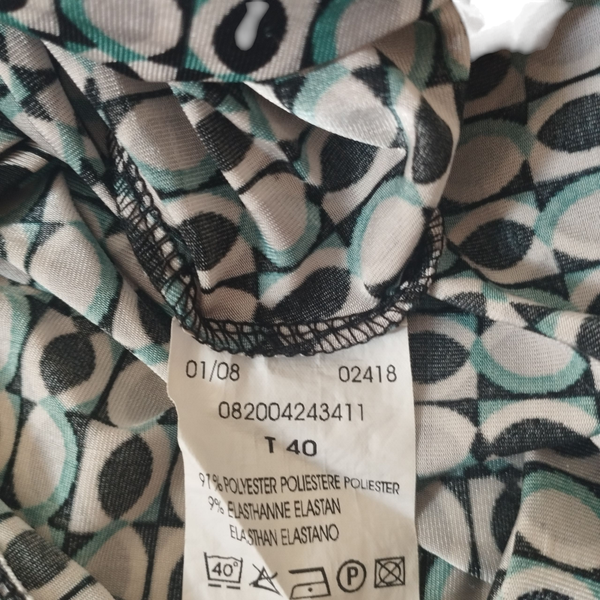 01/08 02418
082004243411
T 40
91% POLYESTER POLIESTERE POLIESTER
9% ELASTHANNE ELASTAN
ELASTHAN ELASTANO
40° P